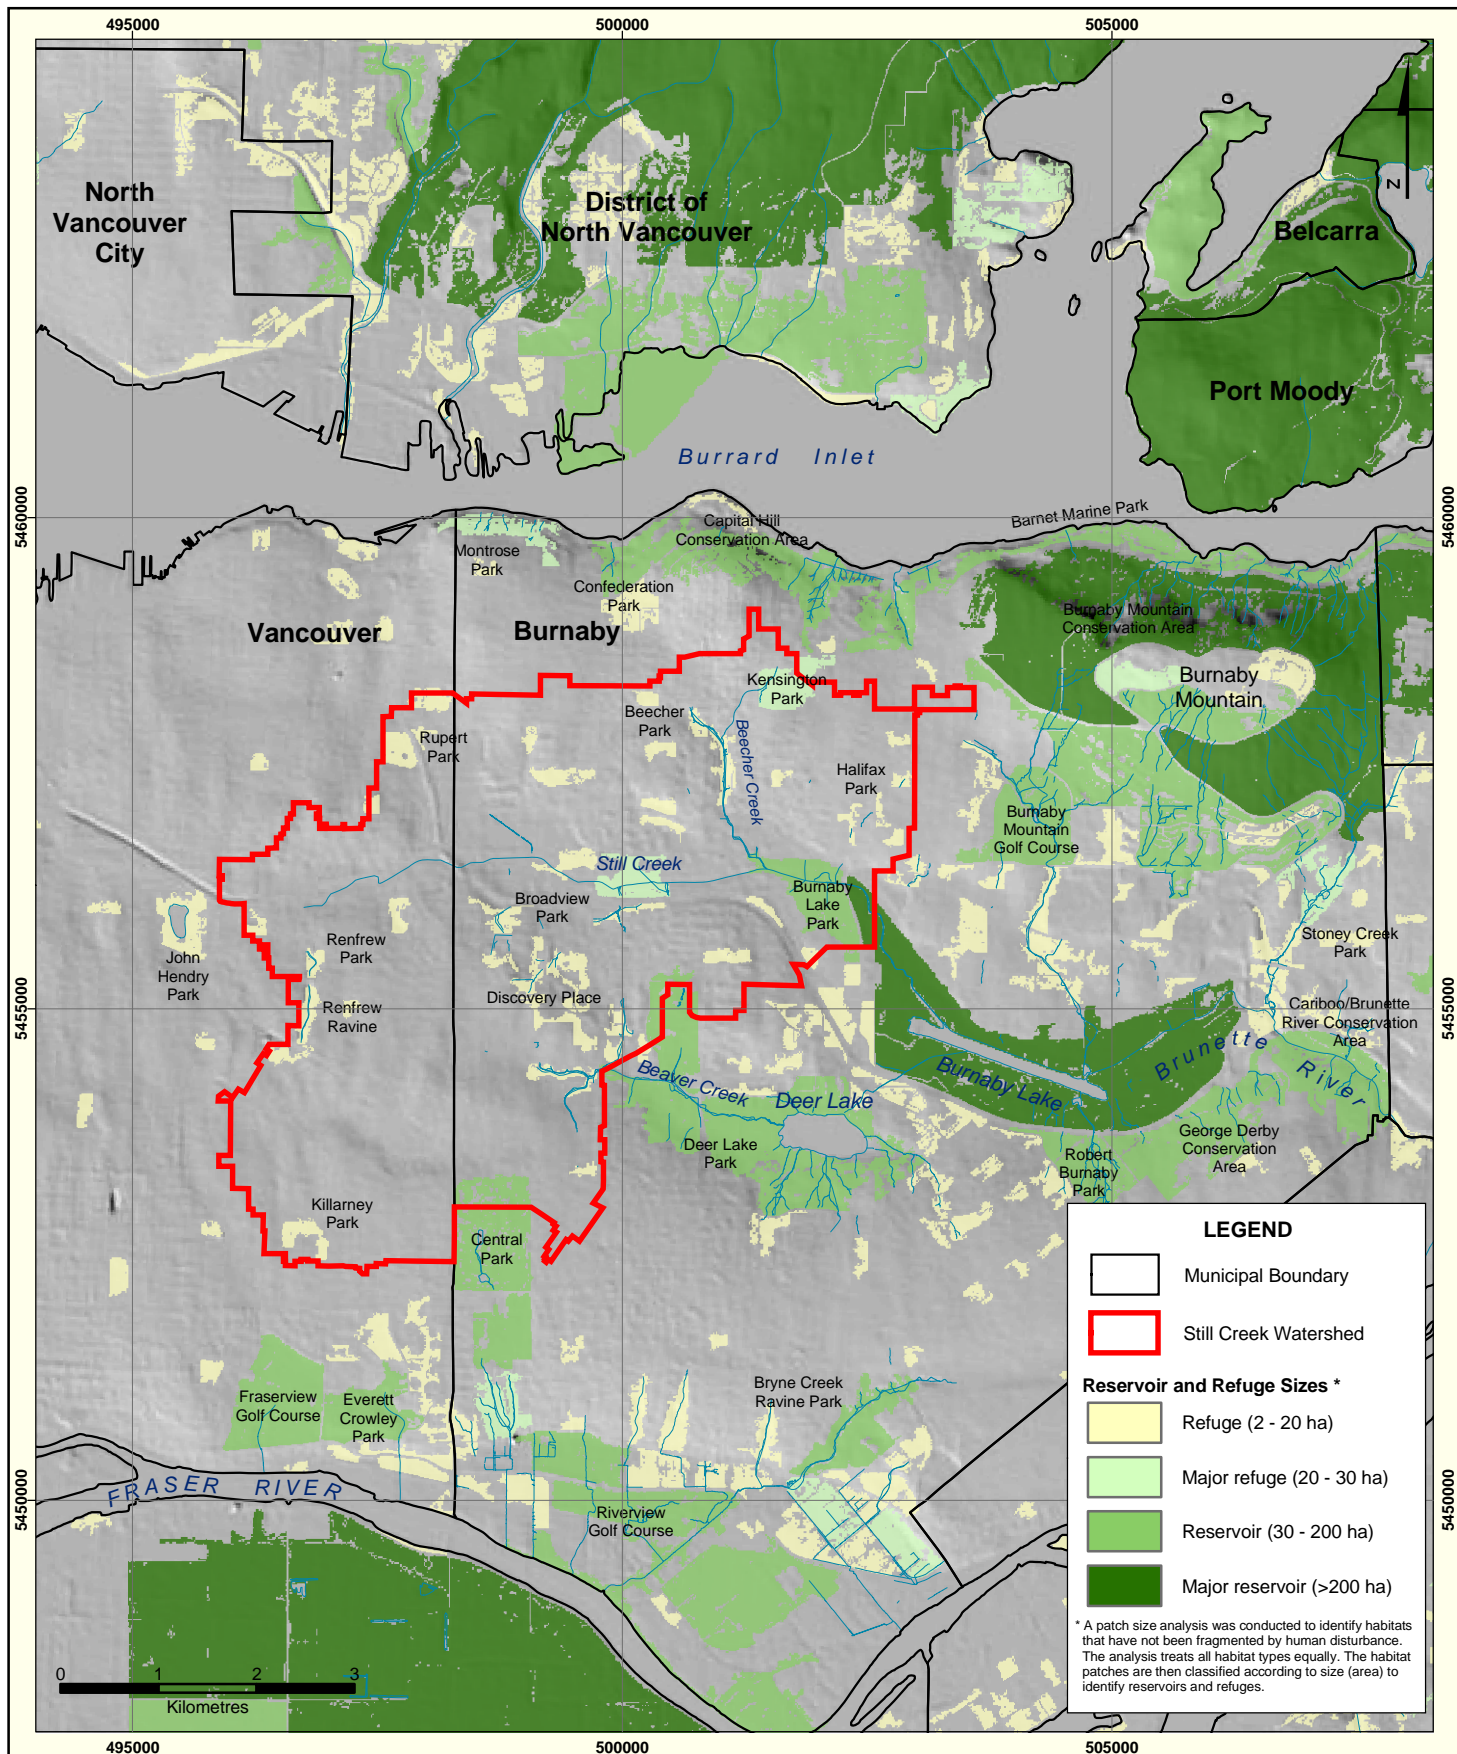 495000
500000
505000
North
Vancouver
City
District of
North Vancouver
Belcarra
N
Port Moody
Burrard Inlet
5460000
5460000
Barnet Marine Park
Capital Hill
Conservation Area
Montrose
Park
Confederation
Park
Vancouver
Burnaby
Burnaby Mountain
Conservation Area
Burnaby
Mountain
Kensington
Park
Beecher
Park
Rupert
Park
Beecher Creek
Halifax
Park
Burnaby
Mountain
Golf Course
Still Creek
Broadview
Park
Burnaby
Lake
Park
John
Hendry
Park
Renfrew
Park
Renfrew
Ravine
Discovery Place
Stoney Creek
Park
Cariboo/Brunette
River Conservation
Area
5455000
5455000
Beaver Creek
Deer Lake
Burnaby Lake
Brunette River
Deer Lake
Park
George Derby
Conservation
Area
Robert
Burnaby
Park
Killarney
Park
Central
Park
Fraserview
Golf Course
Everett
Crowley
Park
Bryne Creek
Ravine Park
FRASER RIVER
Riverview
Golf Course
5450000
5450000
LEGEND
Municipal Boundary
Still Creek Watershed
Reservoir and Refuge Sizes *
Refuge (2 - 20 ha)
Major refuge (20 - 30 ha)
Reservoir (30 - 200 ha)
Major reservoir (>200 ha)
* A patch size analysis was conducted to identify habitats
that have not been fragmented by human disturbance.
The analysis treats all habitat types equally. The habitat
patches are then classified according to size (area) to
identify reservoirs and refuges.
0 1 2 3
Kilometres
495000
500000
505000